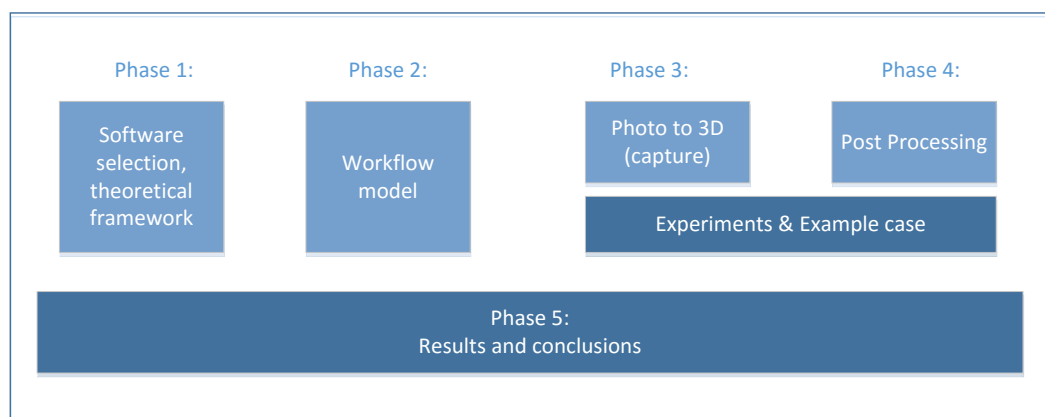 Phase 1:
Phase 2:
Phase 3:
Phase 4:
Software
selection,
theoretical
framework
Workflow
model
Photo to 3D
(capture)
Post Processing
Experiments & Example case
Phase 5:
Results and conclusions